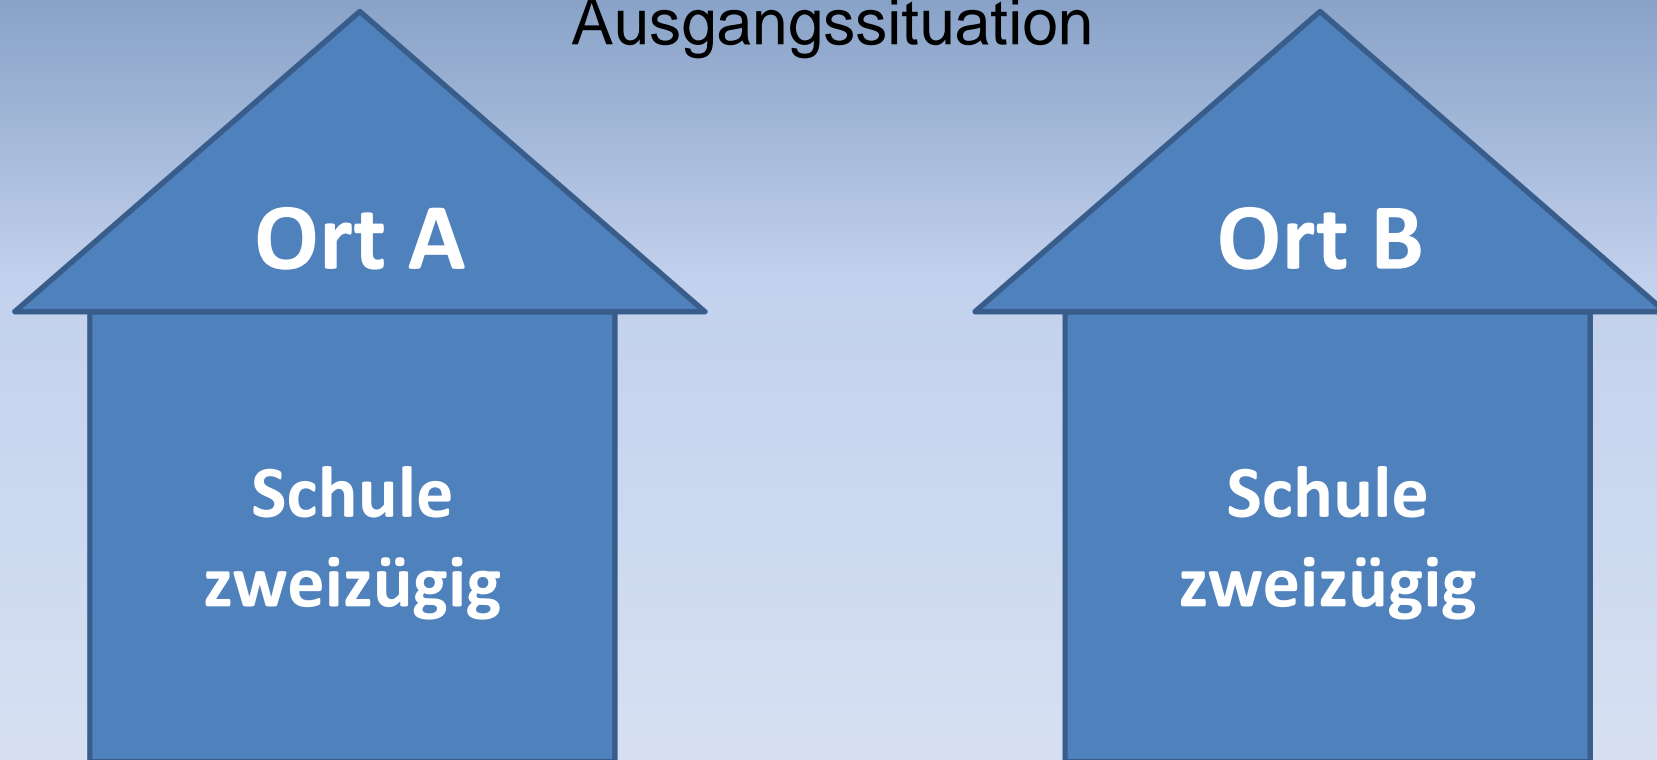 Ausgangssituation
Ort A
Schule
zweizügig
Ort B
Schule
zweizügig